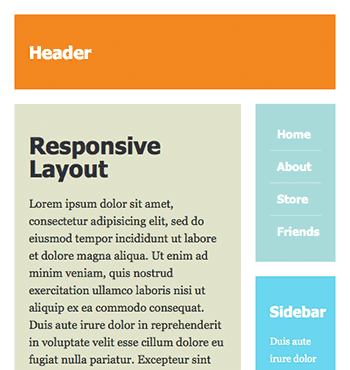 Header
Responsive
Layout
Lorem ipsum dolor sit amet,
consectetur adipisicing elit, sed do
eiusmod tempor incididunt ut labore
et dolore magna aliqua. Ut enim ad
minim veniam, quis nostrud
exercitation ullamco laboris nisi ut
aliquip ex ea commodo consequat.
Duis aute irure dolor in reprehenderit
in voluptate velit esse cillum dolore eu
fugiat nulla pariatur. Excepteur sint
Home
About
Store
Friends
Sidebar
Duis aute
irure dolor